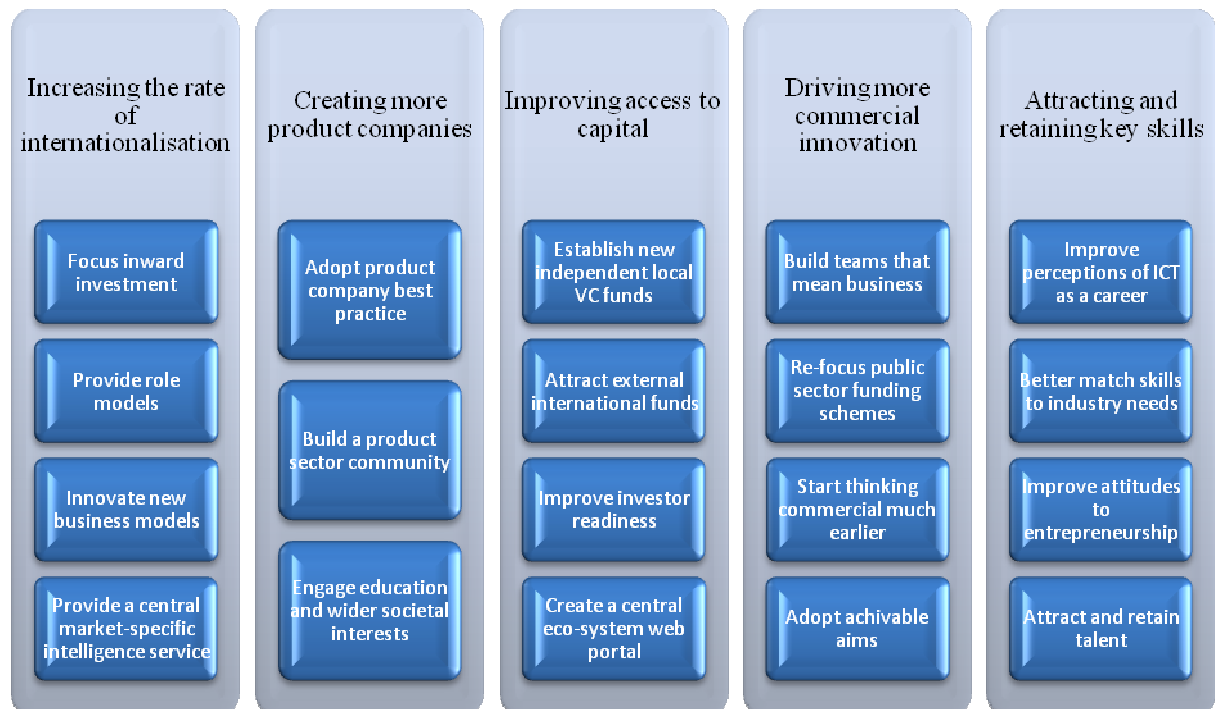 Increasing the rate
of
internationalisation
Focus inward
investment
Provide role
models
Innovate new
business models
Provide a central
market-specific
intelligence service
Creating more
product companies
Adopt product
company best
practice
Build a product
sector community
Engage education
and wider societal
interests
Improving access to
capital
Establish new
independent local
VC funds
Attract external
international funds
Improve investor
readiness
Create a central
eco-system web
portal
Driving more
commercial
innovation
Build teams that
mean business
Re-focus public
sector funding
schemes
Start thinking
commercial much
earlier
Adopt achivable
aims
Attracting and
retaining key skills
Improve
perceptions of ICT
as a career
Better match skills
to industry needs
Improve attitudes
to
entrepreneurship
Attract and retain
talent